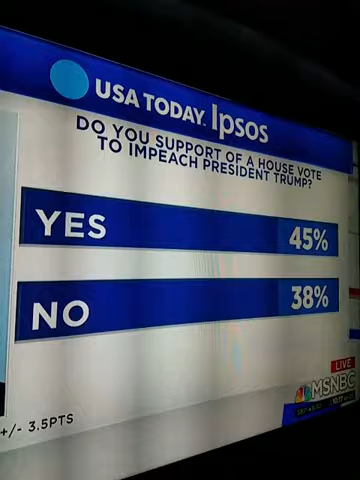 USA TODAY. Ipsos
DO YOU SUPPORT OF A HOUSE VOTE
TO IMPEACH PRESIDENT TRUMP?
YES 45%
NO 38%
LIVE
MSNBC
+/- 3.5PTS